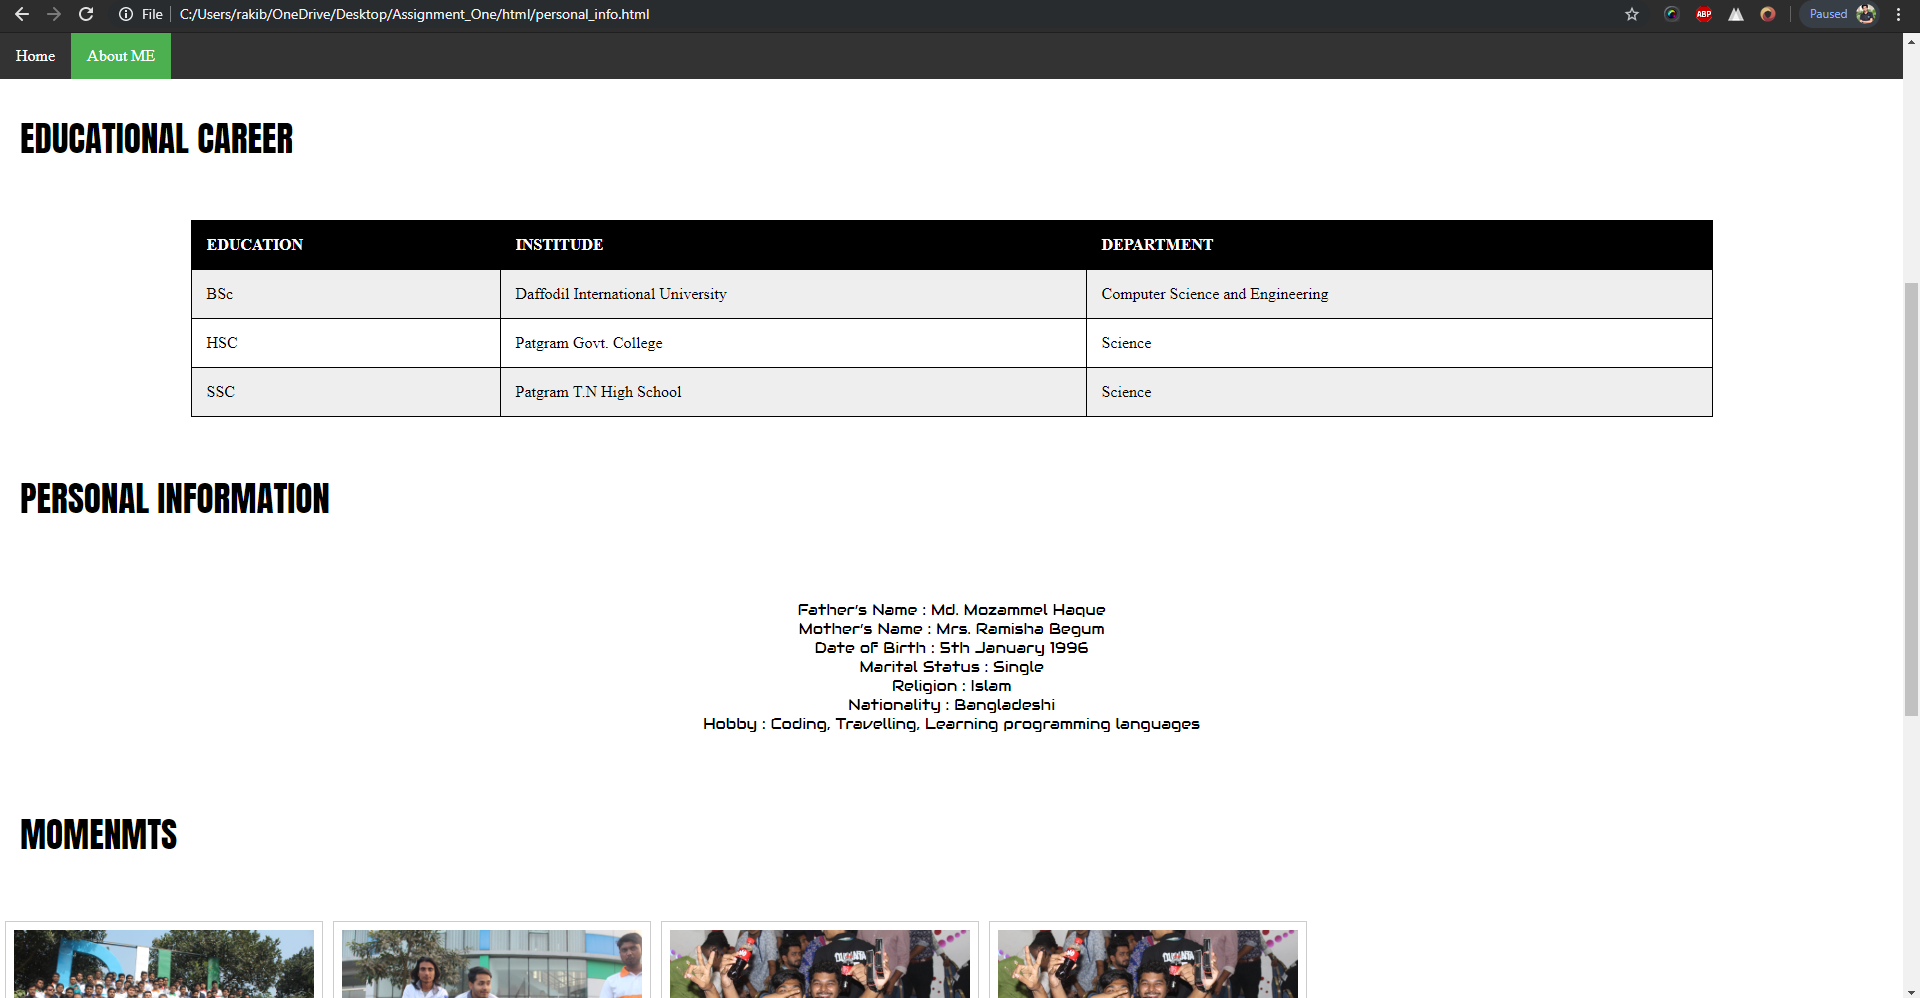 File C:/Users/rakib/OneDrive/Desktop/Assignment_One/html/personal_info.html ABP Paused
Home About ME
EDUCATIONAL CAREER
EDUCATION INSTITUDE DEPARTMENT
BSc Daffodil International University Computer Science and Engineering
HSC Patgram Govt. College Science
SSC Patgram T.N High School Science
PERSONAL INFORMATION
Father's Name : Md. Mozammel Haque
Mother's Name : Mrs. Ramisha Begum
Date of Birth : 5th January 1996
Marital Status : Single
Religion : Islam
Nationality : Bangladeshi
Hobby : Coding, Travelling, Learning programming languages
MOMENMTS